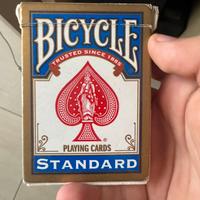 BICYCLE
TRUSTED SINCE 1885
PLAYING CARDS
STANDARD